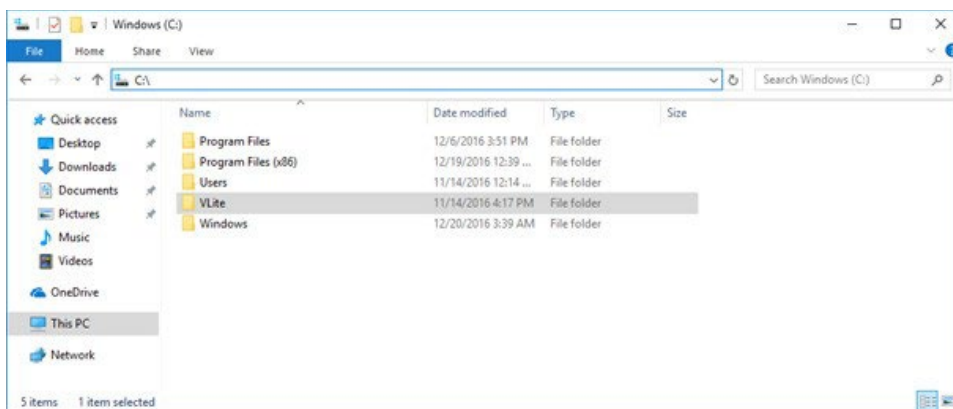 Windows (C:)
File Home Share View
C:\ Search Windows (C:)
Name Date modified Type Size
Quick access
Desktop
Downloads
Documents
Pictures
Music
Videos
OneDrive
This PC
Network
Program Files 12/6/2016 3:51 PM File folder
Program Files (x86) 12/19/2016 12:39 ... File folder
Users 11/14/2016 12:14 ... File folder
VLite 11/14/2016 4:17 PM File folder
Windows 12/20/2016 3:39 AM File folder
5 items 1 item selected